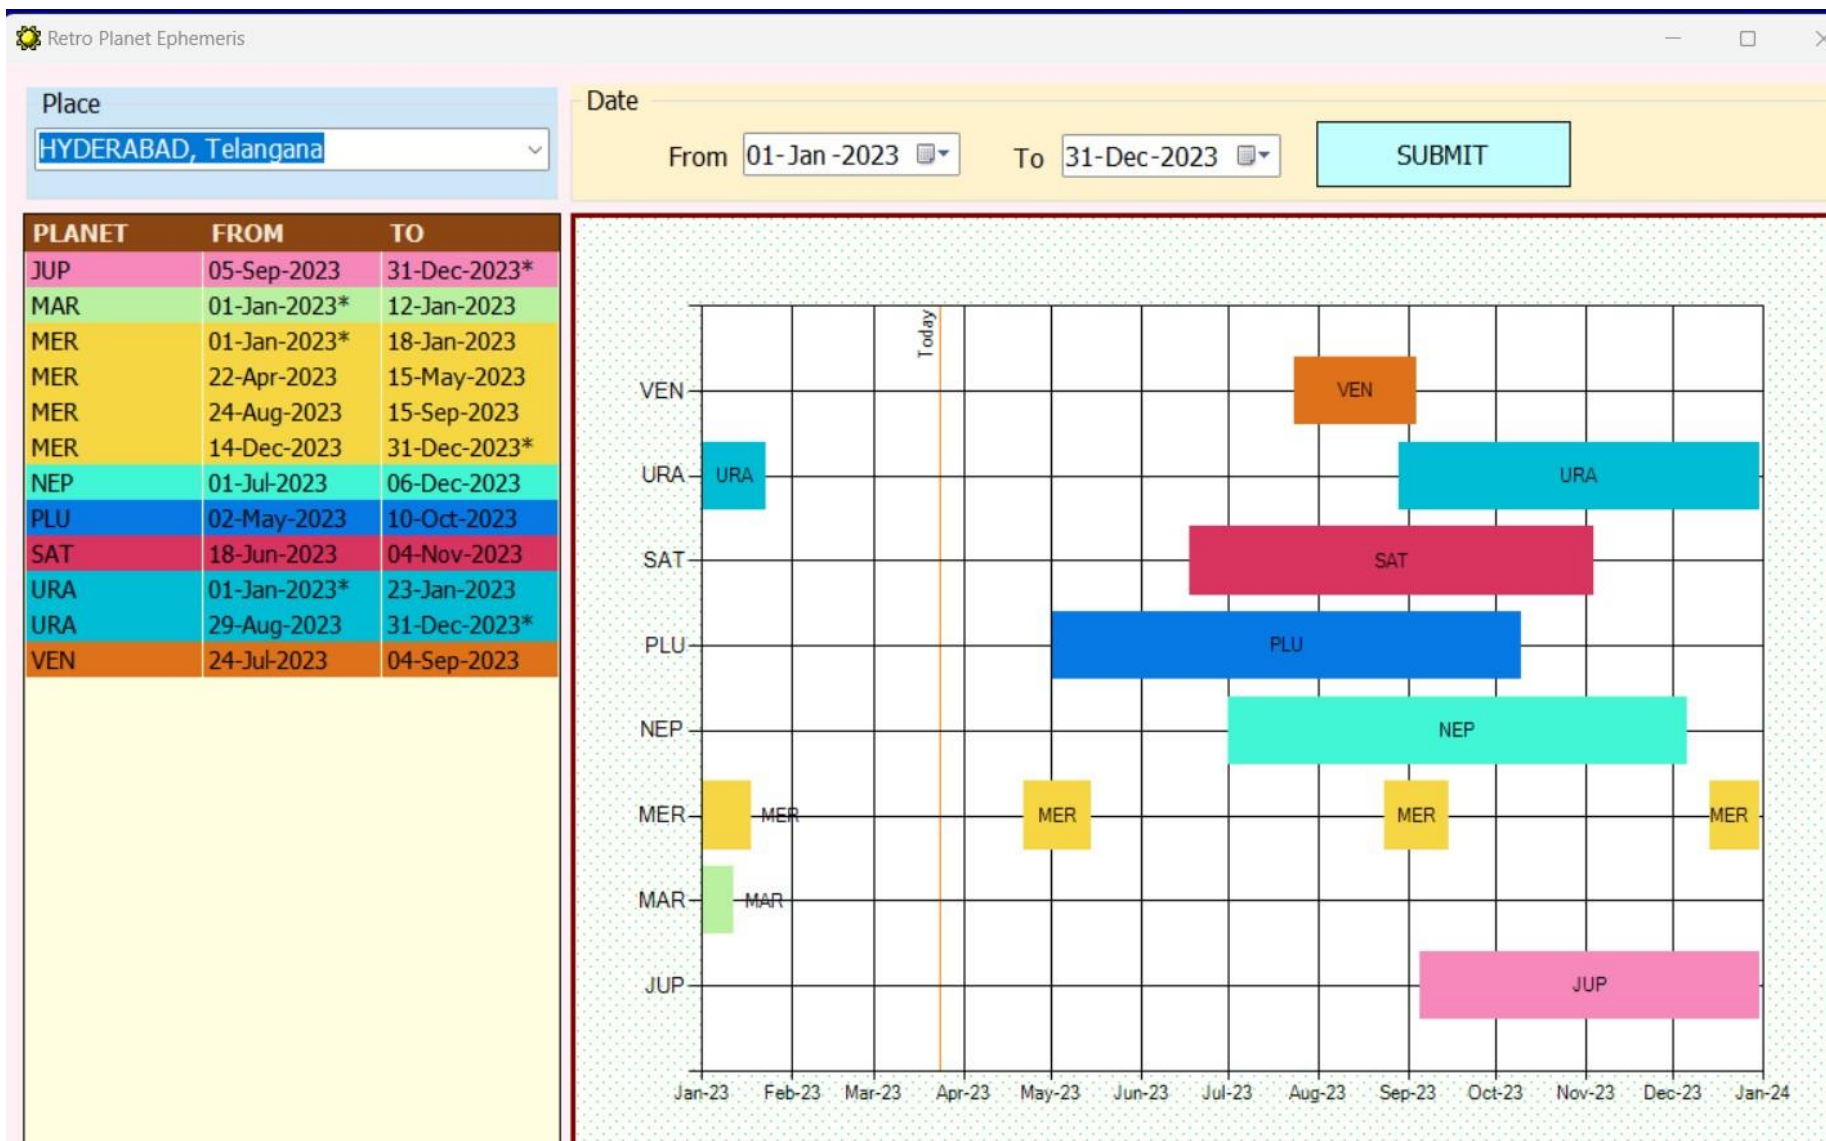 Retro Planet Ephemeris
Place
HYDERABAD, Telangana
Date
From 01-Jan -2023 To 31-Dec-2023 SUBMIT
PLANET FROM TO
JUP 05-Sep-2023 31-Dec-2023*
MAR 01-Jan-2023* 12-Jan-2023
MER 01-Jan-2023* 18-Jan-2023
MER 22-Apr-2023 15-May-2023
MER 24-Aug-2023 15-Sep-2023
MER 14-Dec-2023 31-Dec-2023*
NEP 01-Jul-2023 06-Dec-2023
PLU 02-May-2023 10-Oct-2023
SAT 18-Jun-2023 04-Nov-2023
URA 01-Jan-2023* 23-Jan-2023
URA 29-Aug-2023 31-Dec-2023*
VEN 24-Jul-2023 04-Sep-2023
Today
VEN VEN
URA URA URA
SAT SAT
PLU PLU
NEP NEP
MER MER MER MER MER
MAR MAR
JUP JUP
Jan-23 Feb-23 Mar-23 Apr-23 May-23 Jun-23 Jul-23 Aug-23 Sep-23 Oct-23 Nov-23 Dec-23 Jan-24